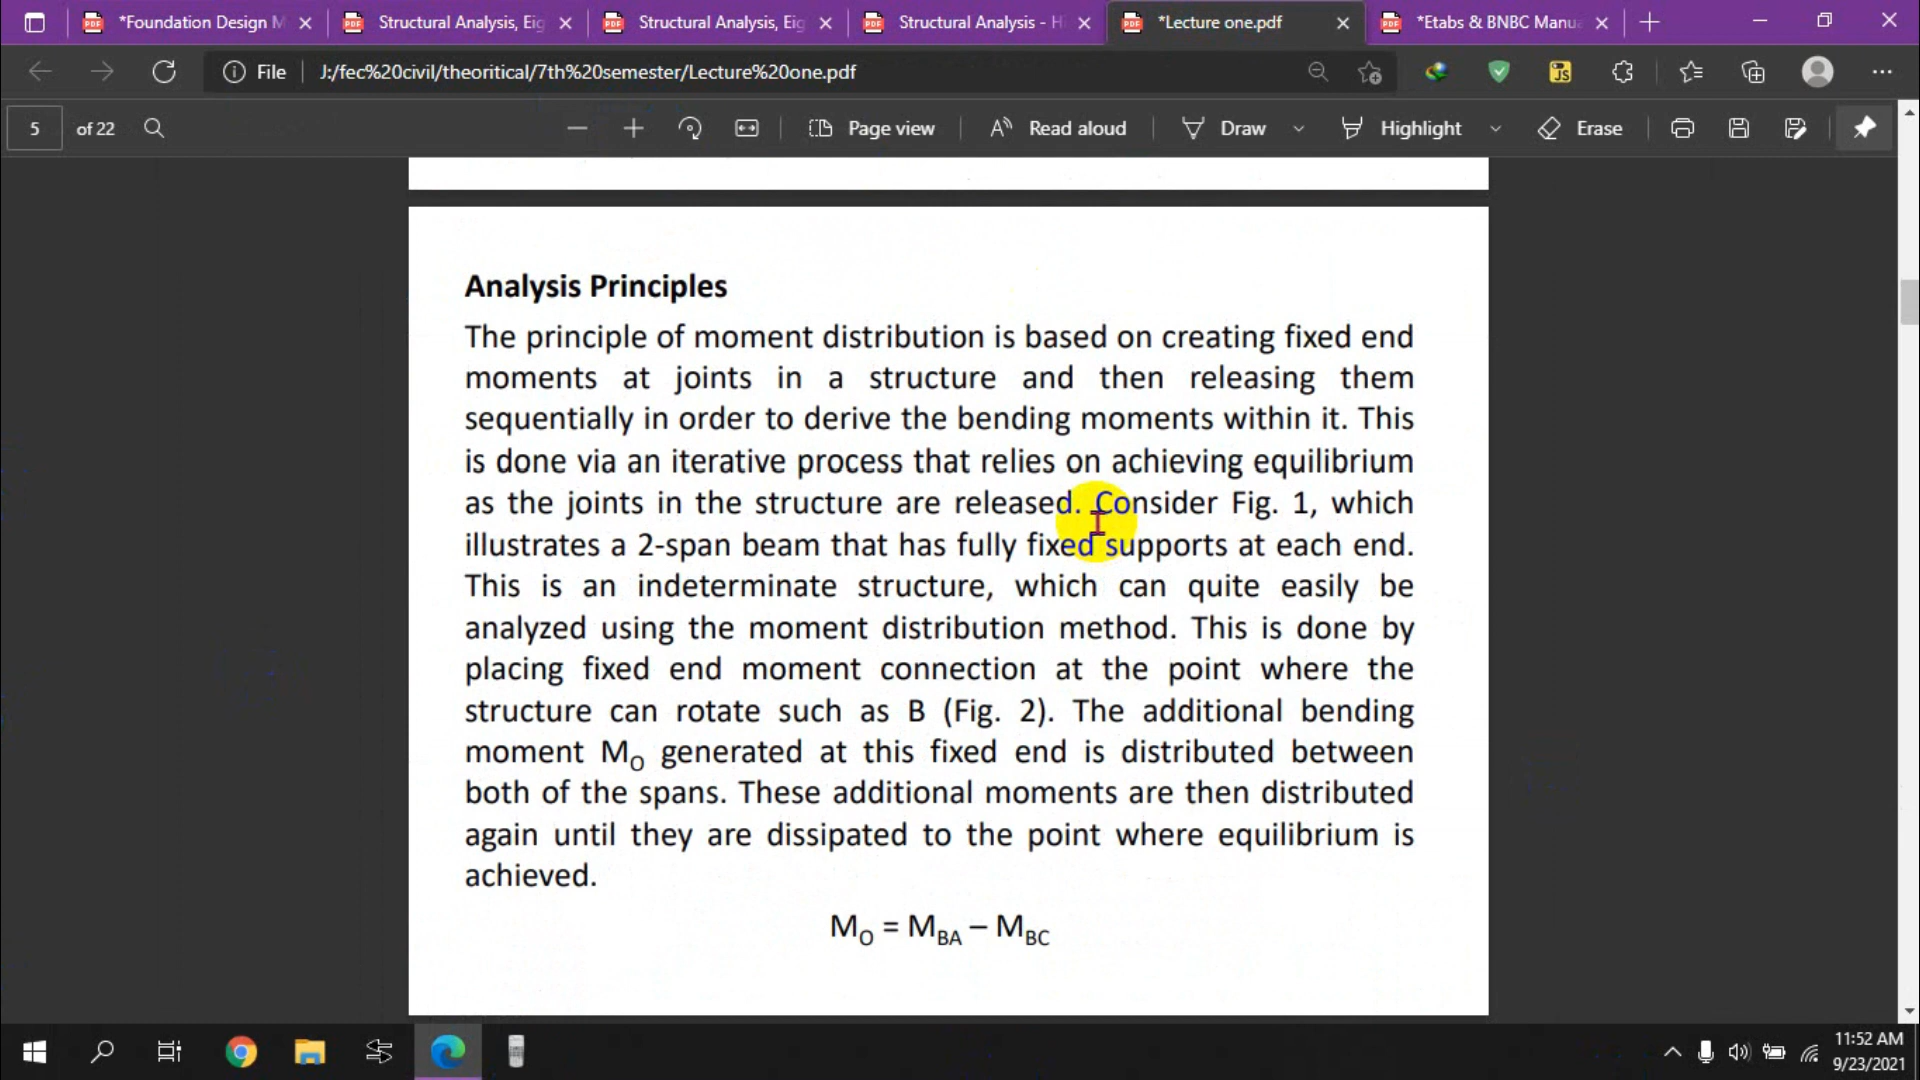 *Foundation Design M
Structural Analysis, Eig
Structural Analysis, Eig
Structural Analysis - Hi
*Lecture one.pdf
*Etabs & BNBC Manua
File
J:/fec%20civil/theoritical/7th%20semester/Lecture%20one.pdf
5 of 22
Page view
Read aloud
Draw
Highlight
Erase
Analysis Principles
The principle of moment distribution is based on creating fixed end
moments at joints in a structure and then releasing them
sequentially in order to derive the bending moments within it. This
is done via an iterative process that relies on achieving equilibrium
as the joints in the structure are released. Consider Fig. 1, which
illustrates a 2-span beam that has fully fixed supports at each end.
This is an indeterminate structure, which can quite easily be
analyzed using the moment distribution method. This is done by
placing fixed end moment connection at the point where the
structure can rotate such as B (Fig. 2). The additional bending
moment MO generated at this fixed end is distributed between
both of the spans. These additional moments are then distributed
again until they are dissipated to the point where equilibrium is
achieved.
MO = MBA – MBC
11:52 AM
9/23/2021